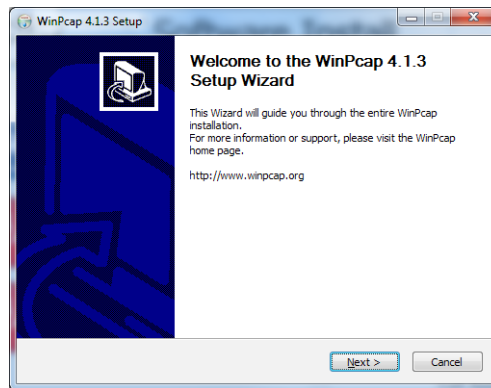 WinPcap 4.1.3 Setup
Welcome to the WinPcap 4.1.3
Setup Wizard
This Wizard will guide you through the entire WinPcap
installation.
For more information or support, please visit the WinPcap
home page.
http://www.winpcap.org
Next >
Cancel